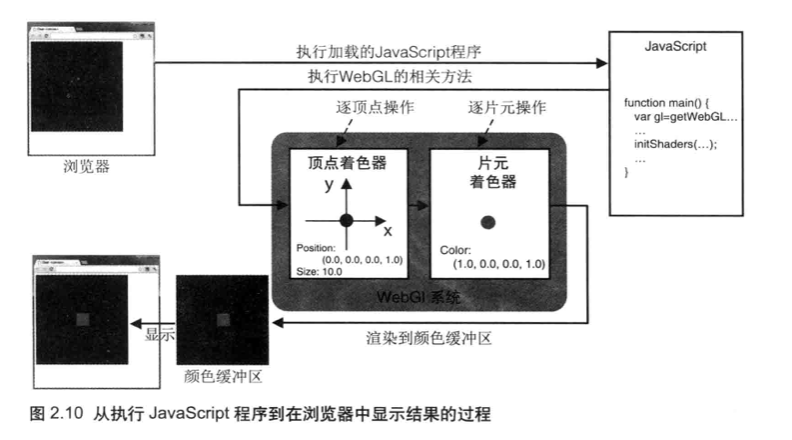 执行加载的JavaScript程序
执行WebGL的相关方法
浏览器
JavaScript
function main() {
var gl=getWebGL...
...
initShaders(...);
...
}
逐顶点操作
逐片元操作
顶点着色器
y
x
Position:
(0.0, 0.0, 0.0, 1.0)
Size: 10.0
片元
着色器
Color:
(1.0, 0.0, 0.0, 1.0)
WebGl 系统
显示
颜色缓冲区
渲染到颜色缓冲区
图 2.10 从执行 JavaScript 程序到在浏览器中显示结果的过程